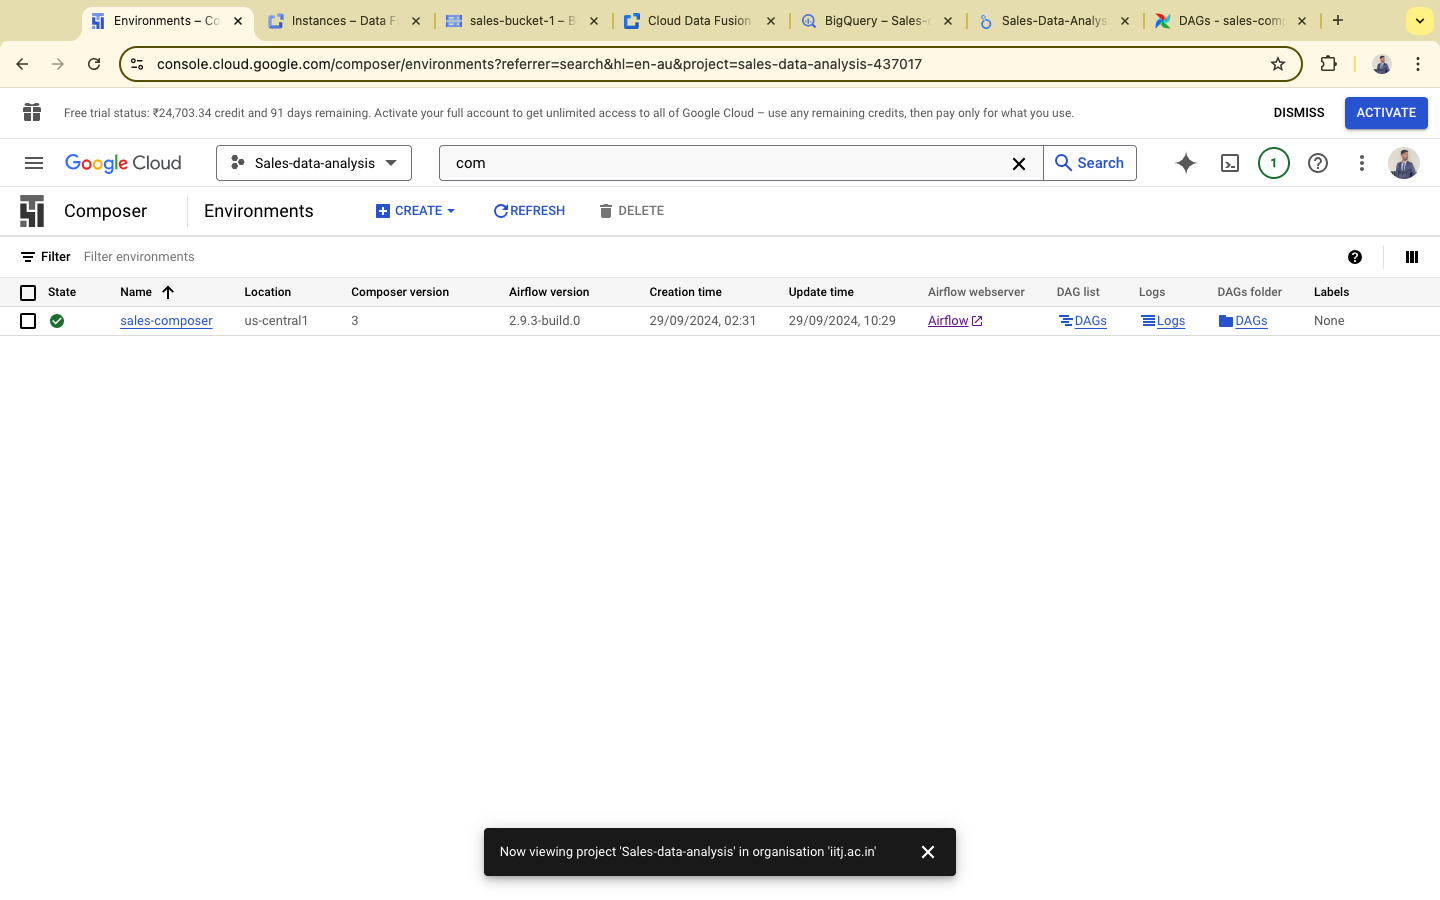 Environments – Co
Instances – Data F
sales-bucket-1 – B
Cloud Data Fusion
BigQuery – Sales-
Sales-Data-Analys
DAGs - sales-com
console.cloud.google.com/composer/environments?referrer=search&hl=en-au&project=sales-data-analysis-437017
Free trial status: ₹24,703.34 credit and 91 days remaining. Activate your full account to get unlimited access to all of Google Cloud – use any remaining credits, then pay only for what you use.
DISMISS
ACTIVATE
Google Cloud
Sales-data-analysis
com
Search
1
Composer
Environments
CREATE
REFRESH
DELETE
Filter Filter environments
State Name Location Composer version Airflow version Creation time Update time Airflow webserver DAG list Logs DAGs folder Labels
sales-composer us-central1 3 2.9.3-build.0 29/09/2024, 02:31 29/09/2024, 10:29 Airflow DAGs Logs DAGs None
Now viewing project 'Sales-data-analysis' in organisation 'iitj.ac.in'